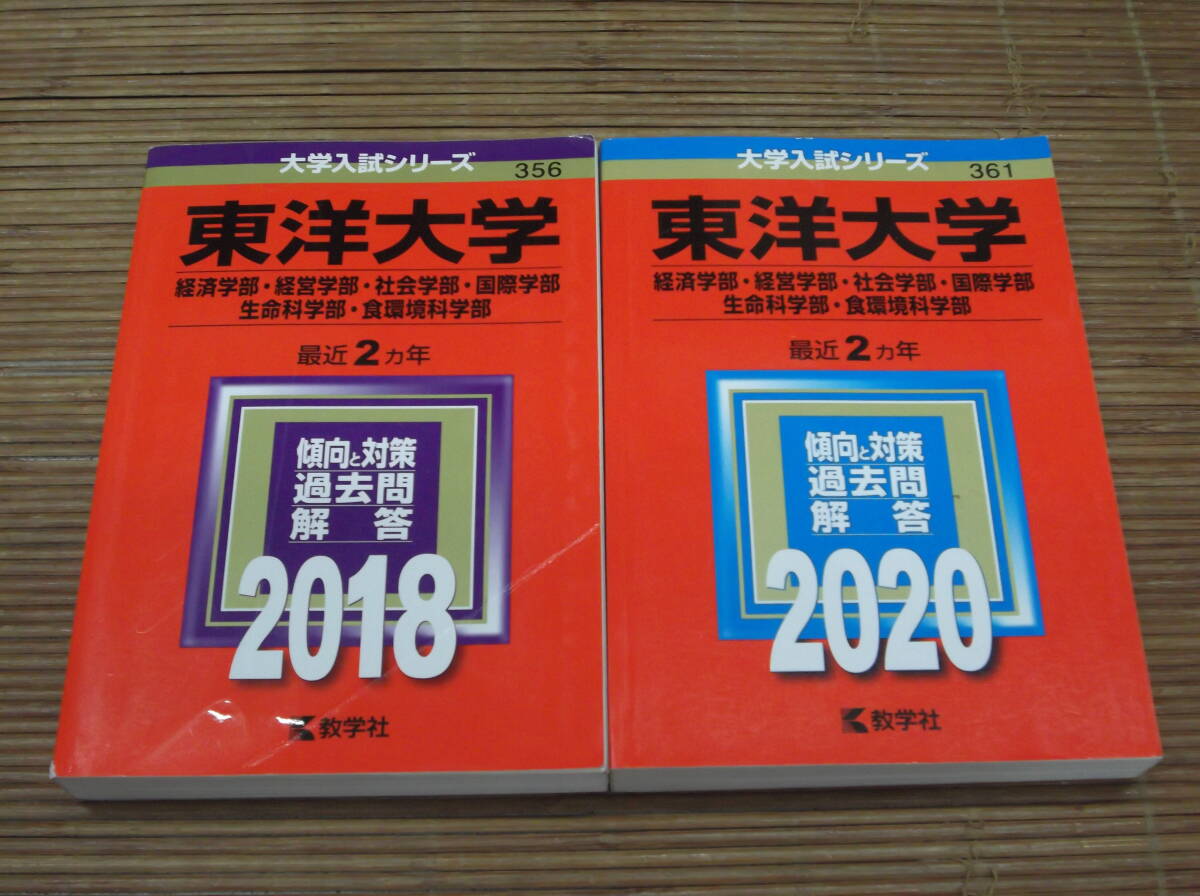 大学入試シリーズ
356
東洋大学
経済学部・経営学部・社会学部・国際学部
生命科学部・食環境科学部
最近2カ年
傾向と対策
過去問
解答
2018
教学社
大学入試シリーズ
361
東洋大学
経済学部・経営学部・社会学部・国際学部
生命科学部・食環境科学部
最近2カ年
傾向と対策
過去問
解答
2020
教学社